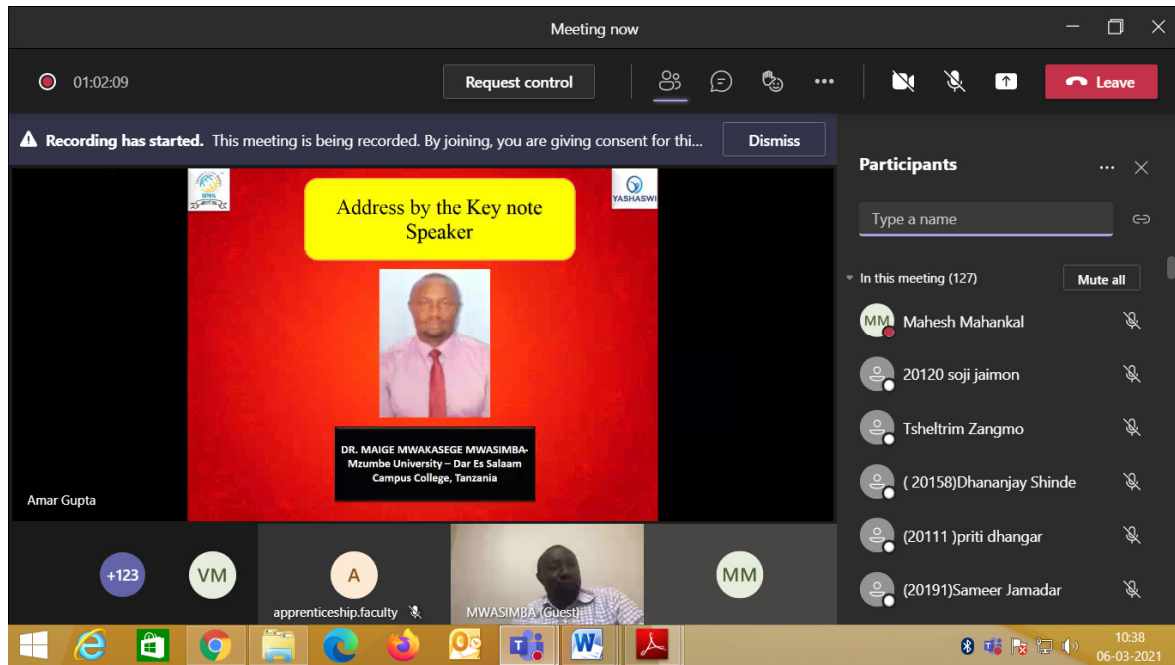 Meeting now
01:02:09
Request control
Leave
Recording has started. This meeting is being recorded. By joining, you are giving consent for thi...
Dismiss
IIMS
YASHASWI
Address by the Key note
Speaker
DR. MAIGE MWAKASEGE MWASIMBA-
Mzumbe University – Dar Es Salaam
Campus College, Tanzania
Amar Gupta
+123
VM
A
apprenticeship.faculty
MWASIMBA (Guest)
MM
Participants
Type a name
In this meeting (127)
Mute all
MM
Mahesh Mahankal
20120 soji jaimon
Tsheltrim Zangmo
( 20158)Dhananjay Shinde
(20111 )priti dhangar
(20191)Sameer Jamadar
10:38
06-03-2021